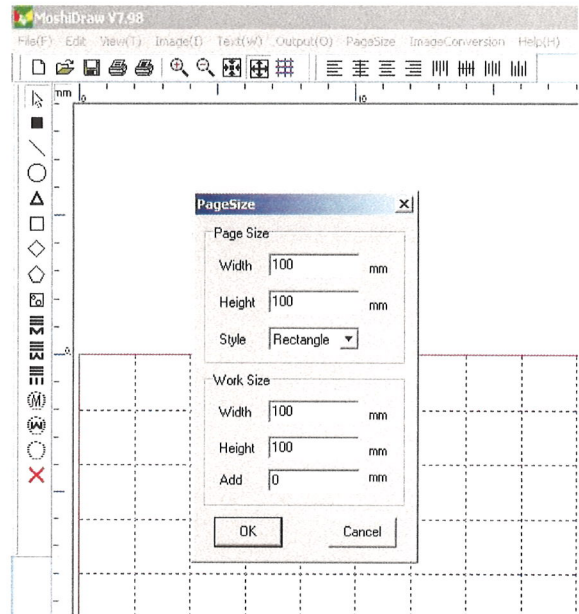 MoshiDraw V7.98
File(F) Edit View(T) Image(I) Text(W) Output(O) PageSize ImageConversion Help(H)
mm 0 10
0
PageSize
Page Size
Width 100 mm
Height 100 mm
Style Rectangle
Work Size
Width 100 mm
Height 100 mm
Add 0 mm
OK Cancel